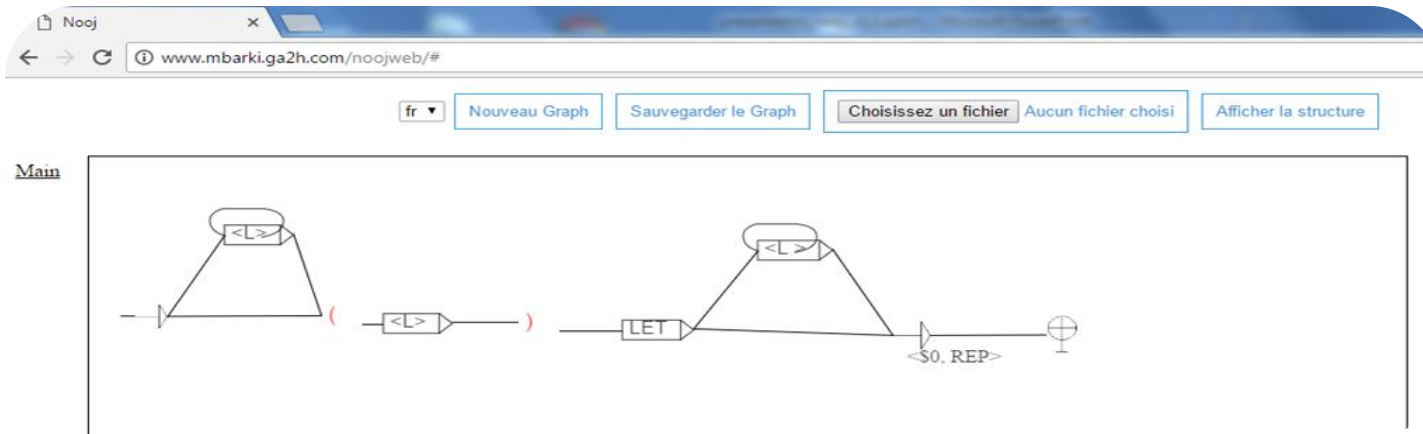 Nooj
www.mbarki.ga2h.com/noojweb/#
fr Nouveau Graph Sauvegarder le Graph Choisissez un fichier Aucun fichier choisi Afficher la structure
Main
<L> <L >
( <L> ) LET
<$0, REP>